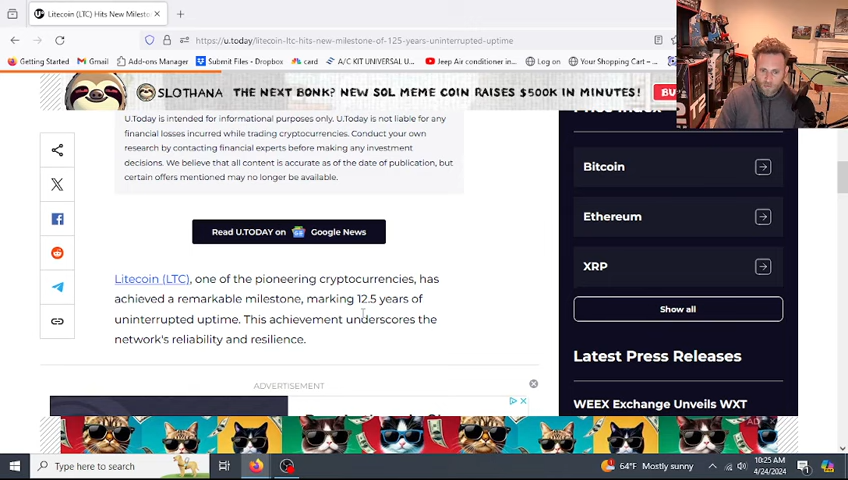 Litecoin (LTC) Hits New Milesto
https://u.today/litecoin-ltc-hits-new-milestone-of-125-years-uninterrupted-uptime
Getting Started
Gmail
Add-ons Manager
Submit Files - Dropbox
card
A/C KIT UNIVERSAL U...
Jeep Air conditioner in...
Your Shopping Cart -
SLOTHANA
THE NEXT BONK? NEW SOL MEME COIN RAISES $500K IN MINUTES!
BU
U.Today is intended for informational purposes only. U.Today is not liable for any
financial losses incurred while trading cryptocurrencies. Conduct your own
research by contacting financial experts before making any investment
decisions. We believe that all content is accurate as of the date of publication, but
certain offers mentioned may no longer be available.
Read U.TODAY on Google News
Litecoin (LTC), one of the pioneering cryptocurrencies, has
achieved a remarkable milestone, marking 12.5 years of
uninterrupted uptime. This achievement underscores the
network's reliability and resilience.
ADVERTISEMENT
Price Index
Bitcoin
Ethereum
XRP
Show all
Latest Press Releases
WEEX Exchange Unveils WXT
AD
Type here to search
64°F Mostly sunny
10:25 AM
4/24/2024